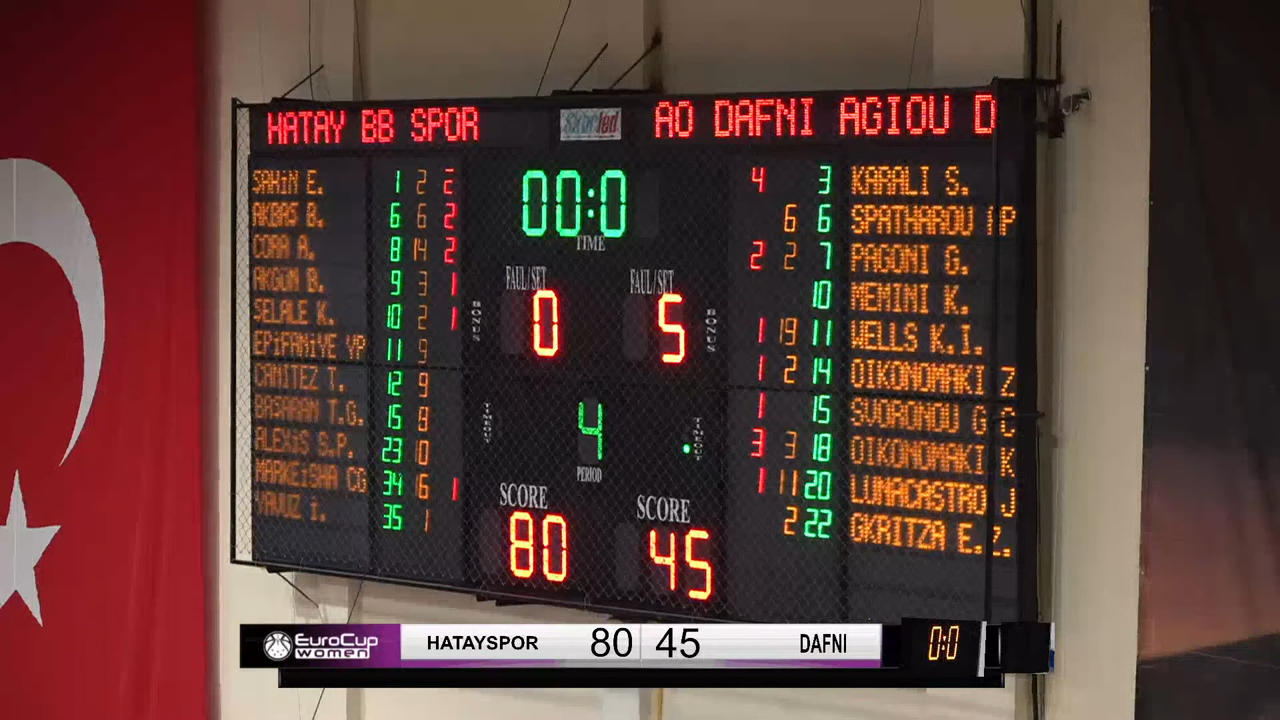 HATAY BB SPOR
Skorled
AO DAFNI AGIOU D
SAHiN E. 1 2 2
AKBAS B. 6 6 2
CORA A. 8 14 2
AKGüN B. 9 3 1
SELALE K. 10 2 1
EPiFANiYE YP 11 9
CANITEZ T. 12 9
BASARAN T.G. 15 8
ALEXiS S.P. 23 10
MARKEiSHA CO 34 16 1
YAVUZ i. 35 1
00:0
TIME
FAUL/SET
FAUL/SET
BONUS
0
5
BONUS
TIMEOUT
4
PERIOD
TIMEOUT
SCORE
SCORE
80
45
4 3 KARALI S.
6 6 SPATHAROU AP
2 2 7 PAGONI G.
10 MEMINI K.
1 19 11 WELLS K.I.
1 2 14 OIKONOMAKI Z
1 15 SVORONOU G C
3 3 18 OIKONOMAKI K
1 11 20 LUNACASTRO J
2 22 GKRITZA E.Z.
EuroCup
women
HATAYSPOR 80 45 DAFNI 0:0